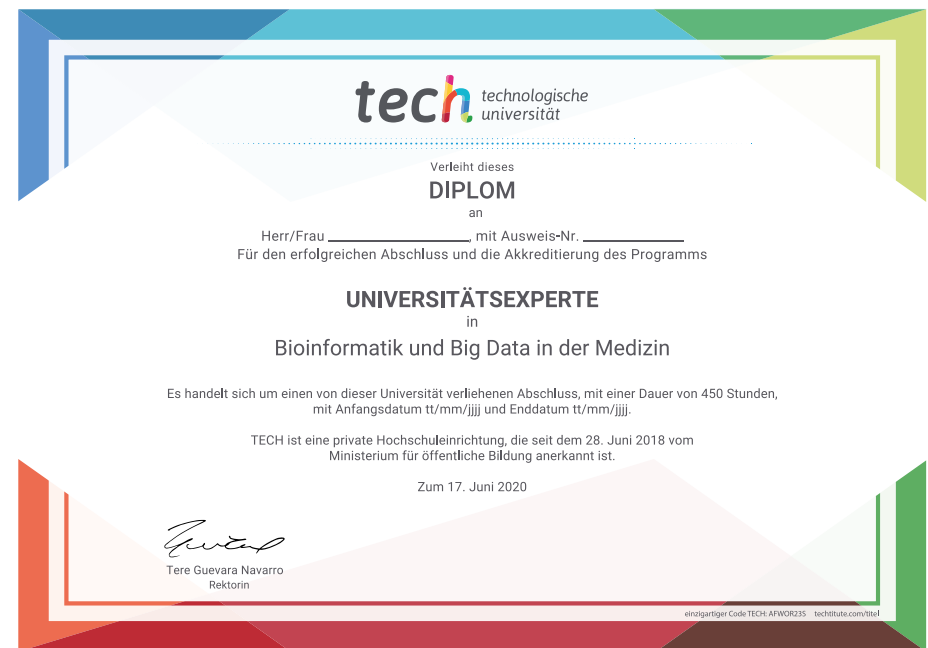 tech technologische
universität
Verleiht dieses
DIPLOM
an
Herr/Frau ______________, mit Ausweis-Nr. __________
Für den erfolgreichen Abschluss und die Akkreditierung des Programms
UNIVERSITÄTSEXPERTE
in
Bioinformatik und Big Data in der Medizin
Es handelt sich um einen von dieser Universität verliehenen Abschluss, mit einer Dauer von 450 Stunden,
mit Anfangsdatum tt/mm/jjjj und Enddatum tt/mm/jjjj.
TECH ist eine private Hochschuleinrichtung, die seit dem 28. Juni 2018 vom
Ministerium für öffentliche Bildung anerkannt ist.
Zum 17. Juni 2020
Tere Guevara Navarro
Rektorin
einzigartiger Code TECH: AFWOR23S techtitute.com/titel